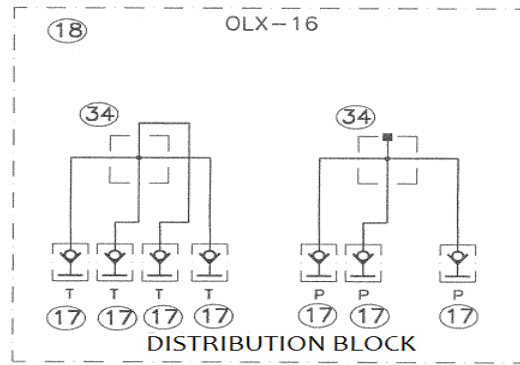 18
OLX-16
34
34
T T T T P P P
17 17 17 17 17 17 17
DISTRIBUTION BLOCK